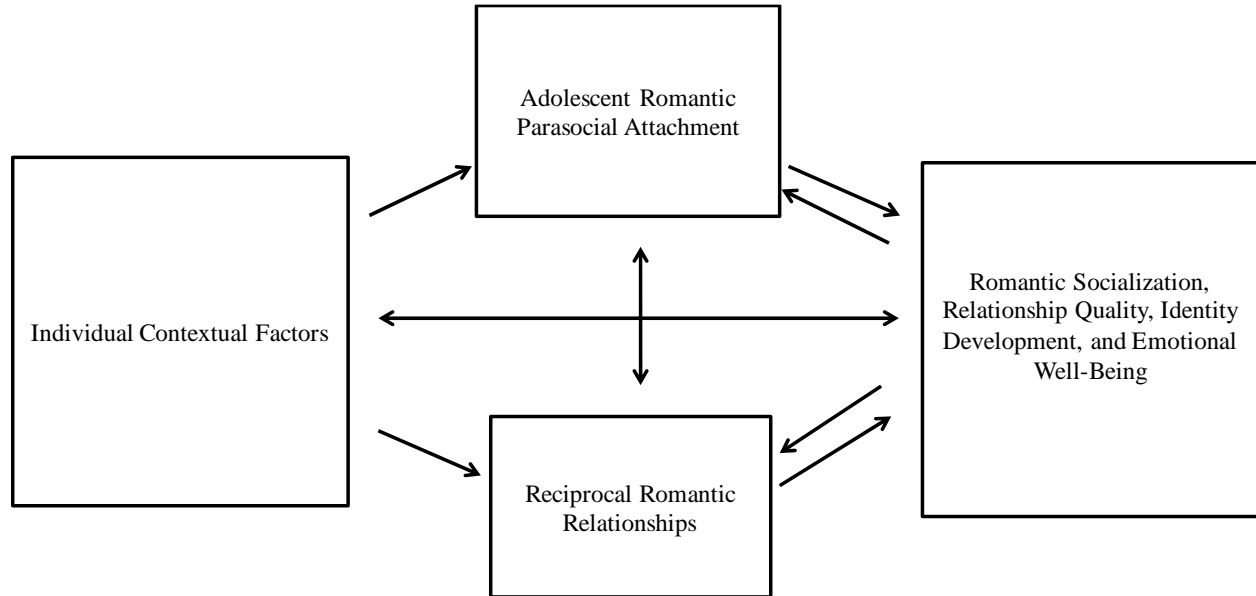 Adolescent Romantic
Parasocial Attachment
Individual Contextual Factors
Romantic Socialization,
Relationship Quality, Identity
Development, and Emotional
Well-Being
Reciprocal Romantic
Relationships